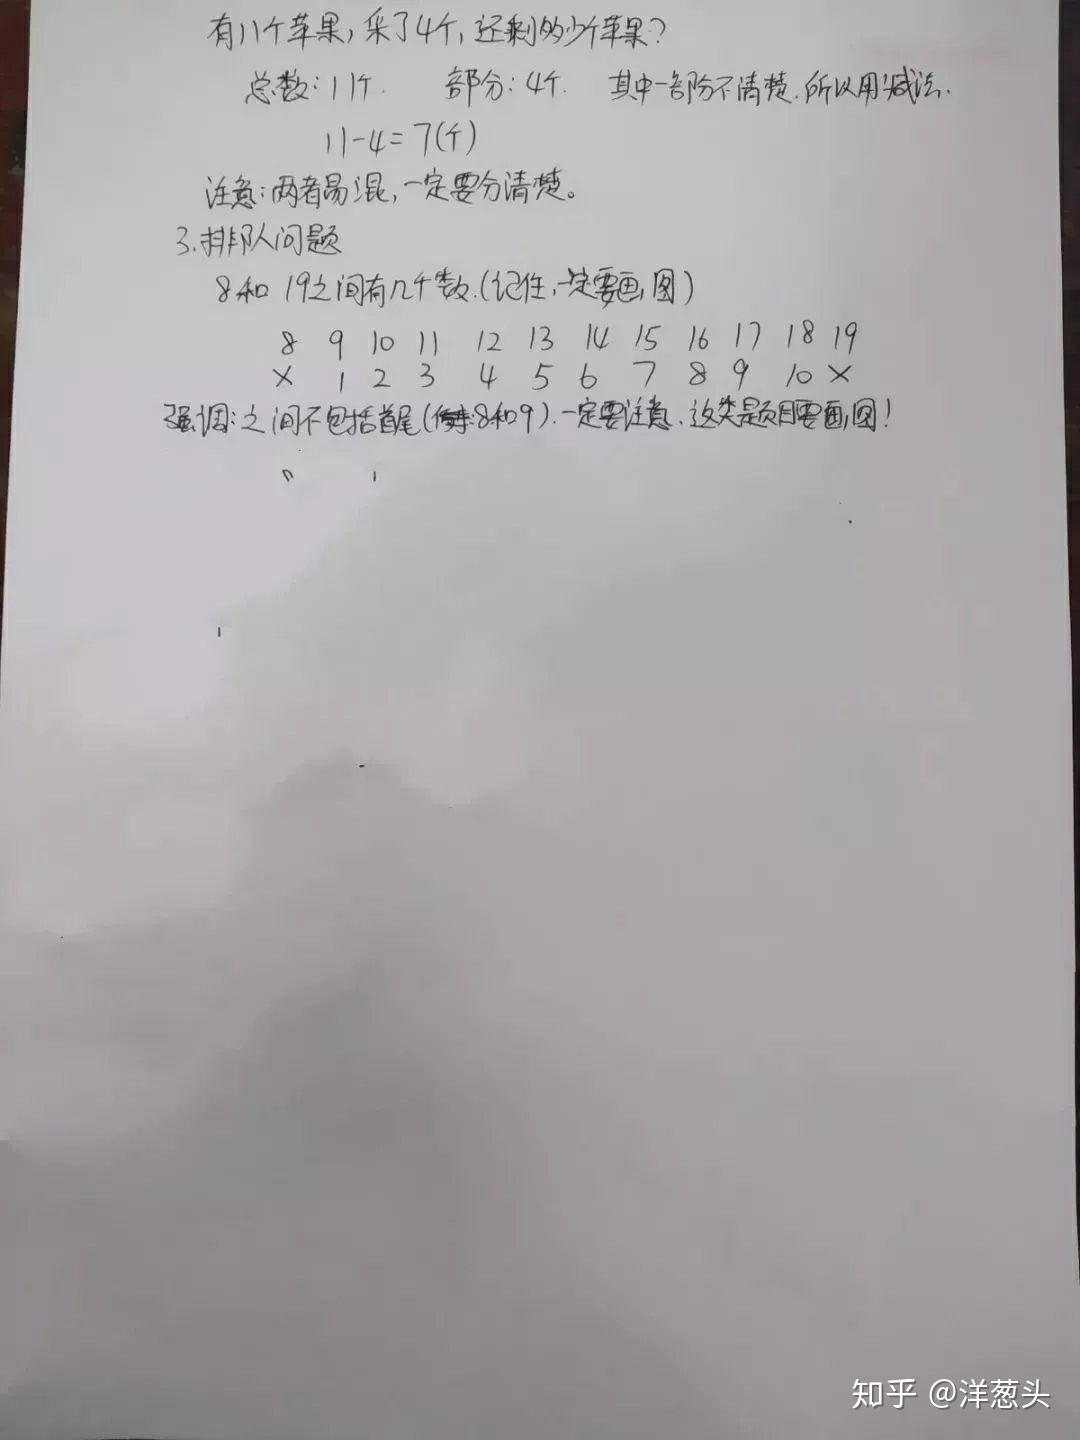 有11个苹果，采了4个，还剩多少个苹果？
总数：11个. 部分：4个. 其中一部份不清楚.所以用减法.
11-4=7(个)
注意：两者易混，一定要分清楚。
3.排队问题
8和19之间有几个数.(记住,一定要画图)
8 9 10 11 12 13 14 15 16 17 18 19
× 1 2 3 4 5 6 7 8 9 10 ×
强调：之间不包括首尾(8和9).一定要注意.这类题目要画图！
知乎 @洋葱头